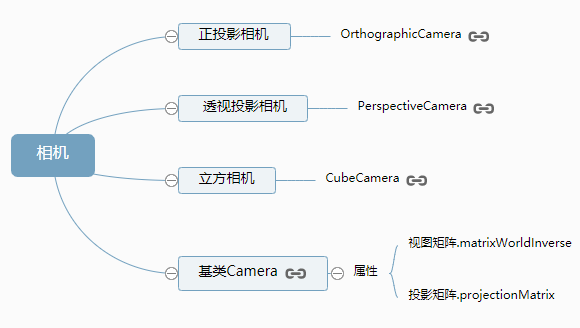 正投影相机
OrthographicCamera
透视投影相机
PerspectiveCamera
相机
立方相机
CubeCamera
基类Camera
属性
视图矩阵.matrixWorldInverse
投影矩阵.projectionMatrix